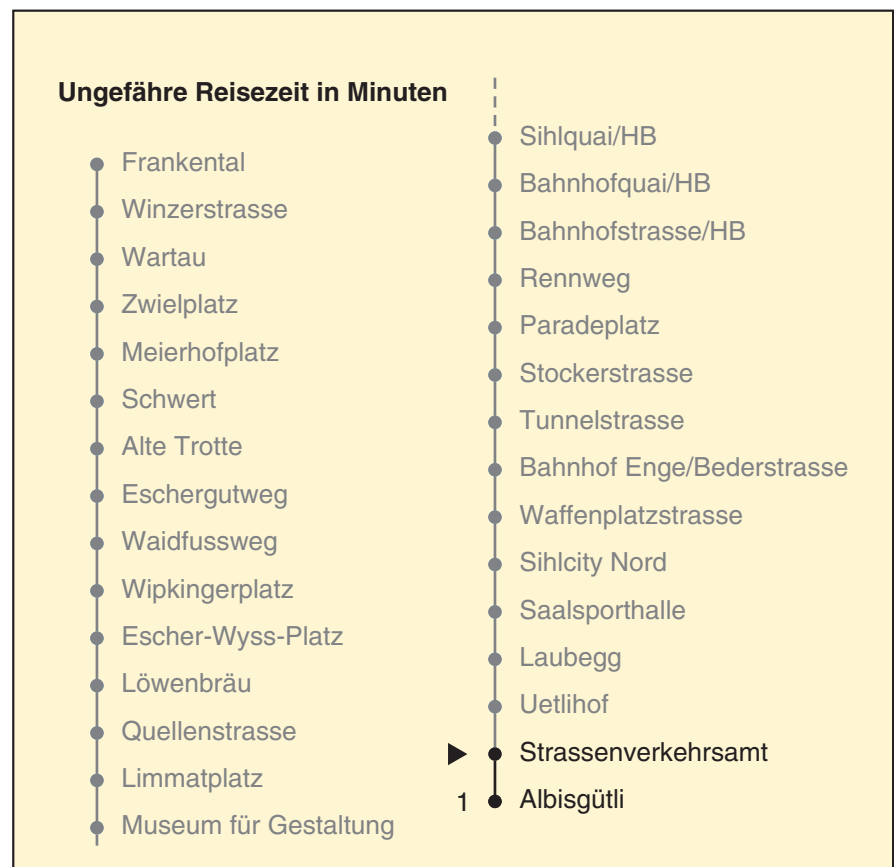 Ungefähre Reisezeit in Minuten
Frankental
Winzerstrasse
Wartau
Zwielplatz
Meierhofplatz
Schwert
Alte Trotte
Eschergutweg
Waidfussweg
Wipkingerplatz
Escher-Wyss-Platz
Löwenbräu
Quellenstrasse
Limmatplatz
Museum für Gestaltung
Sihlquai/HB
Bahnhofquai/HB
Bahnhofstrasse/HB
Rennweg
Paradeplatz
Stockerstrasse
Tunnelstrasse
Bahnhof Enge/Bederstrasse
Waffenplatzstrasse
Sihlcity Nord
Saalsporthalle
Laubegg
Uetlihof
Strassenverkehrsamt
1 Albisgütli